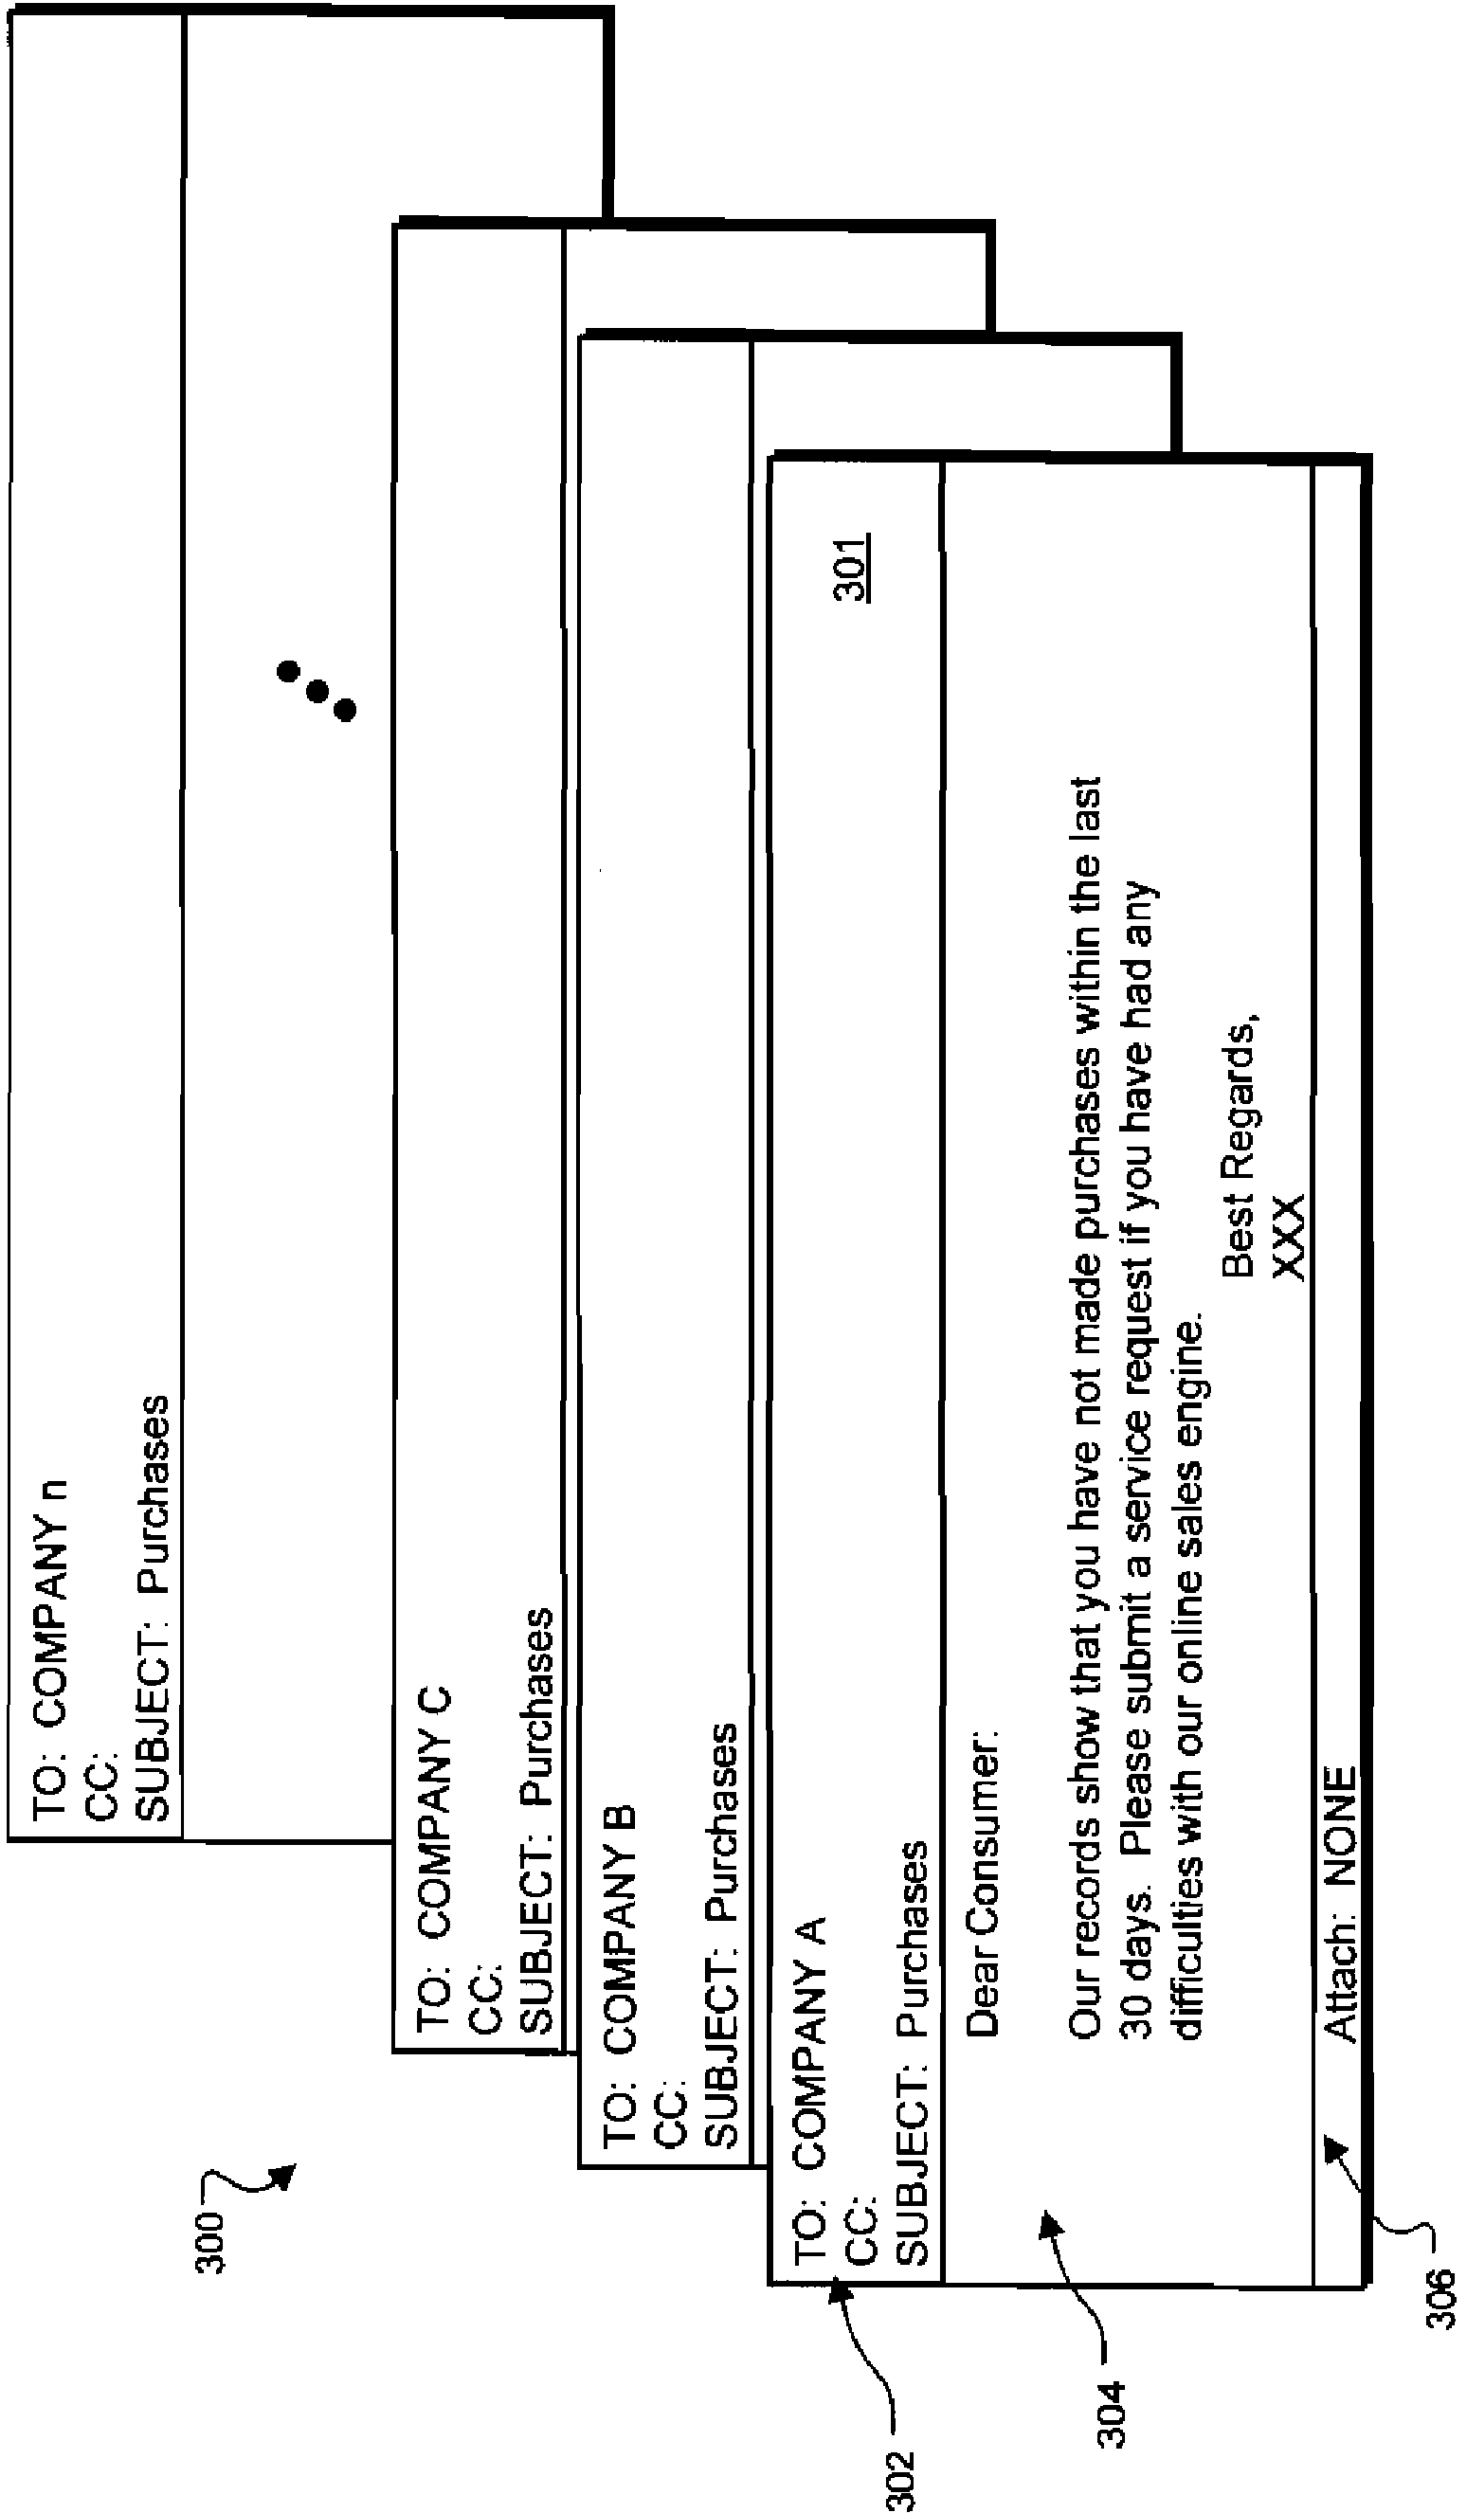 300
TO: COMPANY n
CC:
SUBJECT: Purchases
TO: COMPANY C
CC:
SUBJECT: Purchases
TO: COMPANY B
CC:
SUBJECT: Purchases
302
TO: COMPANY A
CC:
SUBJECT: Purchases
301
304
Dear Consumer:
Our records show that you have not made purchases within the last
30 days. Please submit a service request if you have had any
difficulties with our online sales engine.
Best Regards,
XXX
306
Attach: NONE